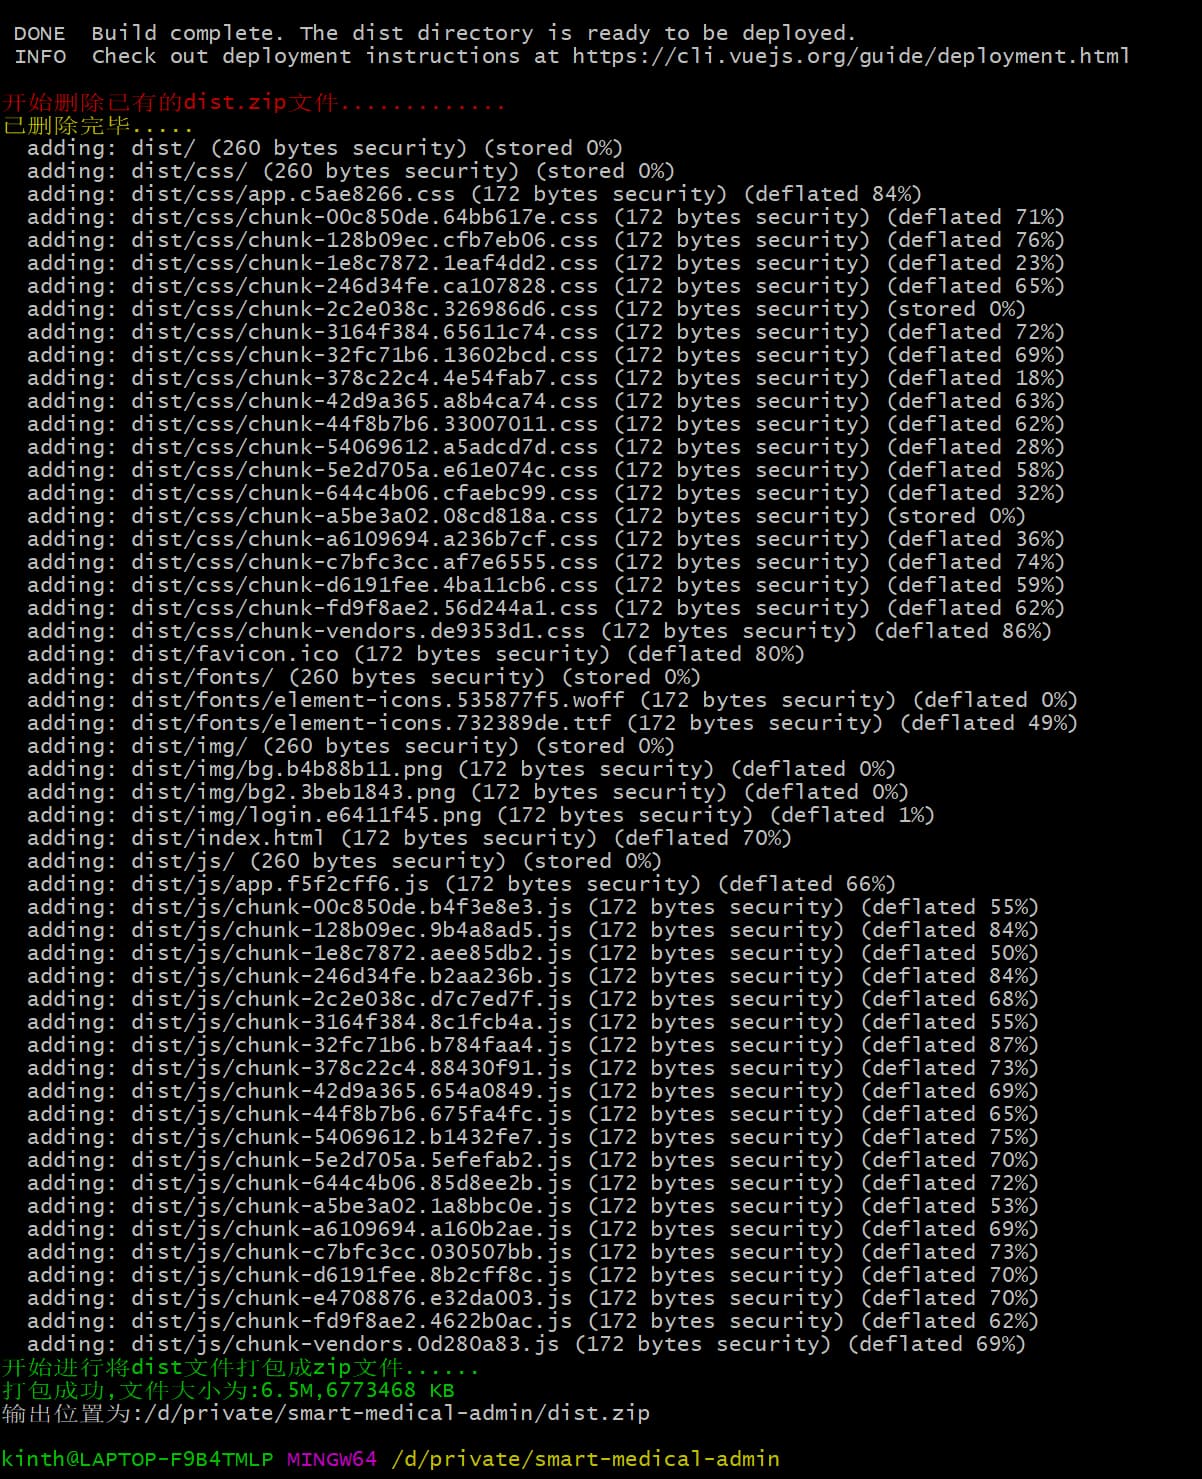 DONE  Build complete. The dist directory is ready to be deployed.
INFO  Check out deployment instructions at https://cli.vuejs.org/guide/deployment.html
开始删除已有的dist.zip文件.............
已删除完毕.....
adding: dist/ (260 bytes security) (stored 0%)
adding: dist/css/ (260 bytes security) (stored 0%)
adding: dist/css/app.c5ae8266.css (172 bytes security) (deflated 84%)
adding: dist/css/chunk-00c850de.64bb617e.css (172 bytes security) (deflated 71%)
adding: dist/css/chunk-128b09ec.cfb7eb06.css (172 bytes security) (deflated 76%)
adding: dist/css/chunk-1e8c7872.1eaf4dd2.css (172 bytes security) (deflated 23%)
adding: dist/css/chunk-246d34fe.ca107828.css (172 bytes security) (deflated 65%)
adding: dist/css/chunk-2c2e038c.326986d6.css (172 bytes security) (stored 0%)
adding: dist/css/chunk-3164f384.65611c74.css (172 bytes security) (deflated 72%)
adding: dist/css/chunk-32fc71b6.13602bcd.css (172 bytes security) (deflated 69%)
adding: dist/css/chunk-378c22c4.4e54fab7.css (172 bytes security) (deflated 18%)
adding: dist/css/chunk-42d9a365.a8b4ca74.css (172 bytes security) (deflated 63%)
adding: dist/css/chunk-44f8b7b6.33007011.css (172 bytes security) (deflated 62%)
adding: dist/css/chunk-54069612.a5adcd7d.css (172 bytes security) (deflated 28%)
adding: dist/css/chunk-5e2d705a.e61e074c.css (172 bytes security) (deflated 58%)
adding: dist/css/chunk-644c4b06.cfaebc99.css (172 bytes security) (deflated 32%)
adding: dist/css/chunk-a5be3a02.08cd818a.css (172 bytes security) (stored 0%)
adding: dist/css/chunk-a6109694.a236b7cf.css (172 bytes security) (deflated 36%)
adding: dist/css/chunk-c7bfc3cc.af7e6555.css (172 bytes security) (deflated 74%)
adding: dist/css/chunk-d6191fee.4ba11cb6.css (172 bytes security) (deflated 59%)
adding: dist/css/chunk-fd9f8ae2.56d244a1.css (172 bytes security) (deflated 62%)
adding: dist/css/chunk-vendors.de9353d1.css (172 bytes security) (deflated 86%)
adding: dist/favicon.ico (172 bytes security) (deflated 80%)
adding: dist/fonts/ (260 bytes security) (stored 0%)
adding: dist/fonts/element-icons.535877f5.woff (172 bytes security) (deflated 0%)
adding: dist/fonts/element-icons.732389de.ttf (172 bytes security) (deflated 49%)
adding: dist/img/ (260 bytes security) (stored 0%)
adding: dist/img/bg.b4b88b11.png (172 bytes security) (deflated 0%)
adding: dist/img/bg2.3beb1843.png (172 bytes security) (deflated 0%)
adding: dist/img/login.e6411f45.png (172 bytes security) (deflated 1%)
adding: dist/index.html (172 bytes security) (deflated 70%)
adding: dist/js/ (260 bytes security) (stored 0%)
adding: dist/js/app.f5f2cff6.js (172 bytes security) (deflated 66%)
adding: dist/js/chunk-00c850de.b4f3e8e3.js (172 bytes security) (deflated 55%)
adding: dist/js/chunk-128b09ec.9b4a8ad5.js (172 bytes security) (deflated 84%)
adding: dist/js/chunk-1e8c7872.aee85db2.js (172 bytes security) (deflated 50%)
adding: dist/js/chunk-246d34fe.b2aa236b.js (172 bytes security) (deflated 84%)
adding: dist/js/chunk-2c2e038c.d7c7ed7f.js (172 bytes security) (deflated 68%)
adding: dist/js/chunk-3164f384.8c1fcb4a.js (172 bytes security) (deflated 55%)
adding: dist/js/chunk-32fc71b6.b784faa4.js (172 bytes security) (deflated 87%)
adding: dist/js/chunk-378c22c4.88430f91.js (172 bytes security) (deflated 73%)
adding: dist/js/chunk-42d9a365.654a0849.js (172 bytes security) (deflated 69%)
adding: dist/js/chunk-44f8b7b6.675fa4fc.js (172 bytes security) (deflated 65%)
adding: dist/js/chunk-54069612.b1432fe7.js (172 bytes security) (deflated 75%)
adding: dist/js/chunk-5e2d705a.5efefab2.js (172 bytes security) (deflated 70%)
adding: dist/js/chunk-644c4b06.85d8ee2b.js (172 bytes security) (deflated 72%)
adding: dist/js/chunk-a5be3a02.1a8bbc0e.js (172 bytes security) (deflated 53%)
adding: dist/js/chunk-a6109694.a160b2ae.js (172 bytes security) (deflated 69%)
adding: dist/js/chunk-c7bfc3cc.030507bb.js (172 bytes security) (deflated 73%)
adding: dist/js/chunk-d6191fee.8b2cff8c.js (172 bytes security) (deflated 70%)
adding: dist/js/chunk-e4708876.e32da003.js (172 bytes security) (deflated 70%)
adding: dist/js/chunk-fd9f8ae2.4622b0ac.js (172 bytes security) (deflated 62%)
adding: dist/js/chunk-vendors.0d280a83.js (172 bytes security) (deflated 69%)
开始进行将dist文件打包成zip文件......
打包成功,文件大小为:6.5M,6773468 KB
输出位置为:/d/private/smart-medical-admin/dist.zip
kinth@LAPTOP-F9B4TMLP MINGW64 /d/private/smart-medical-admin